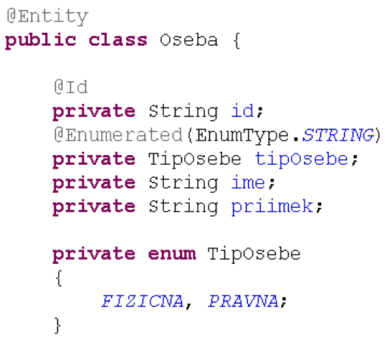 @Entity
public class Oseba {
@Id
private String id;
@Enumerated(EnumType.STRING)
private TipOsebe tipOsebe;
private String ime;
private String priimek;
private enum TipOsebe
{
FIZICNA, PRAVNA;
}